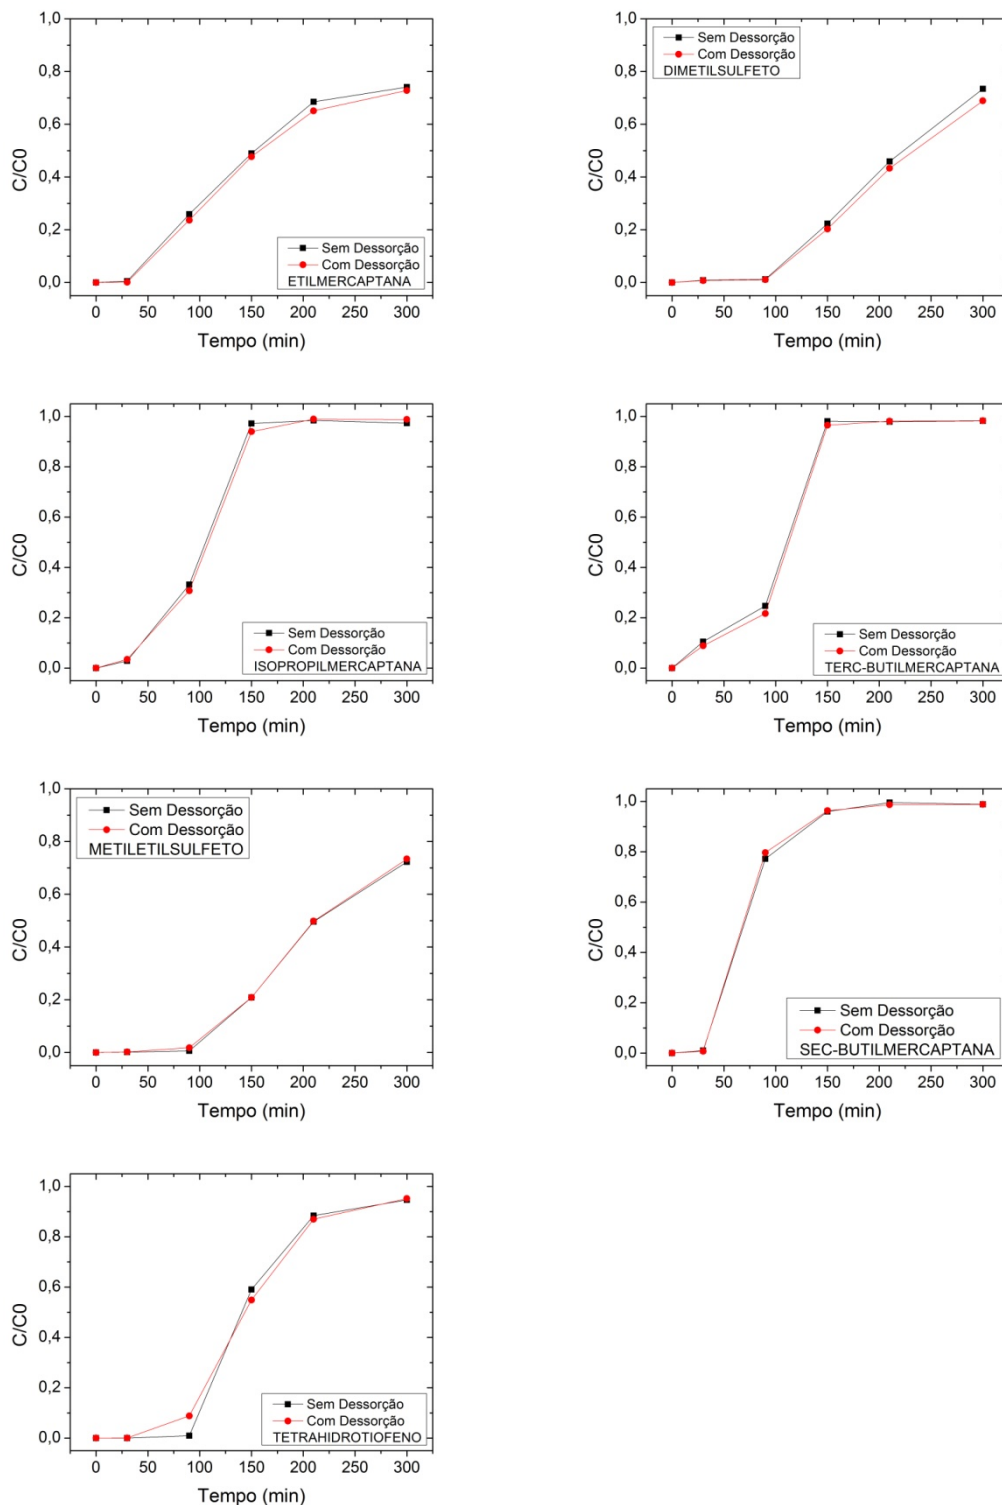 1,0
0,8
0,6
0,4
0,2
0,0
C/C0
Sem Dessorção
Com Dessorção
ETILMERCAPTANA
0 50 100 150 200 250 300
Tempo (min)
1,0
0,8
0,6
0,4
0,2
0,0
C/C0
Sem Dessorção
Com Dessorção
DIMETILSULFETO
0 50 100 150 200 250 300
Tempo (min)
1,0
0,8
0,6
0,4
0,2
0,0
C/C0
Sem Dessorção
Com Dessorção
ISOPROPILMERCAPTANA
0 50 100 150 200 250 300
Tempo (min)
1,0
0,8
0,6
0,4
0,2
0,0
C/C0
Sem Dessorção
Com Dessorção
TERC-BUTILMERCAPTANA
0 50 100 150 200 250 300
Tempo (min)
1,0
0,8
0,6
0,4
0,2
0,0
C/C0
Sem Dessorção
Com Dessorção
METILETILSULFETO
0 50 100 150 200 250 300
Tempo (min)
1,0
0,8
0,6
0,4
0,2
0,0
C/C0
Sem Dessorção
Com Dessorção
SEC-BUTILMERCAPTANA
0 50 100 150 200 250 300
Tempo (min)
1,0
0,8
0,6
0,4
0,2
0,0
C/C0
Sem Dessorção
Com Dessorção
TETRAHIDROTIOFENO
0 50 100 150 200 250 300
Tempo (min)